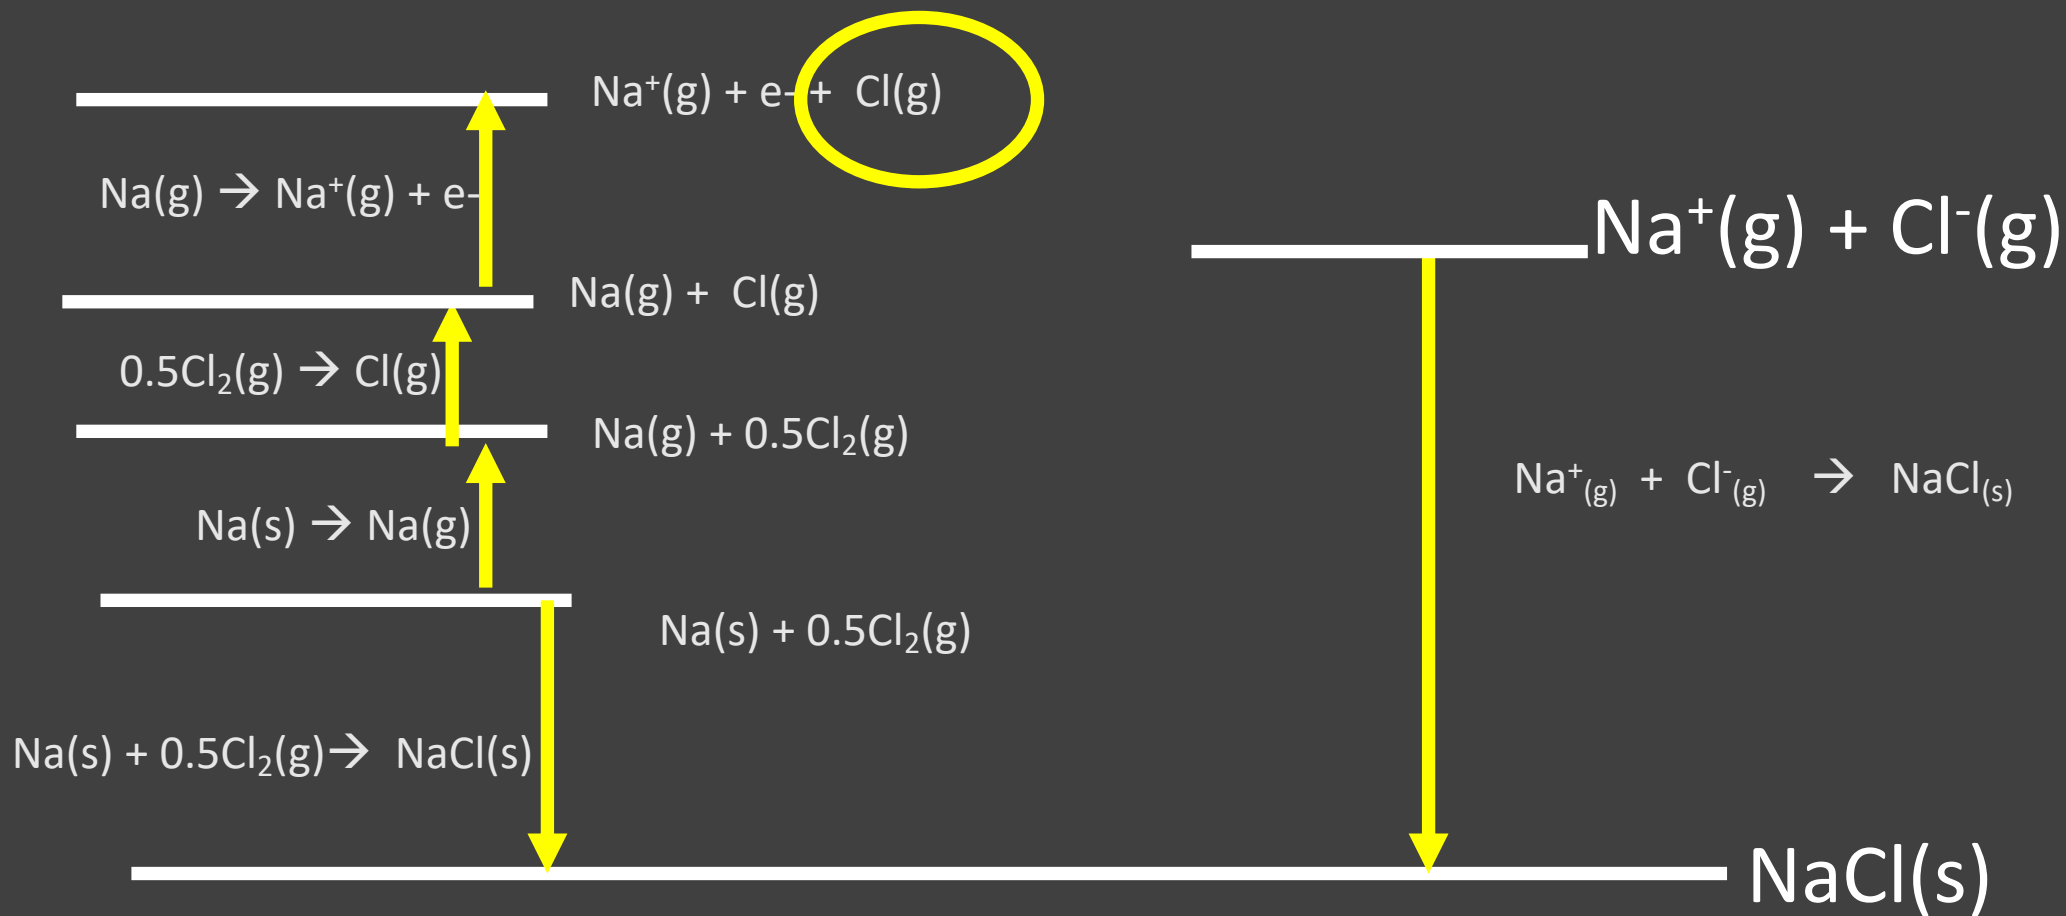 Na⁺(g) + e- + Cl(g)
Na(g) → Na⁺(g) + e-
Na⁺(g) + Cl⁻(g)
Na(g) + Cl(g)
0.5Cl₂(g) → Cl(g)
Na(g) + 0.5Cl₂(g)
Na⁺₍g₎ + Cl⁻₍g₎ → NaCl₍s₎
Na(s) → Na(g)
Na(s) + 0.5Cl₂(g)
Na(s) + 0.5Cl₂(g)→ NaCl(s)
NaCl(s)